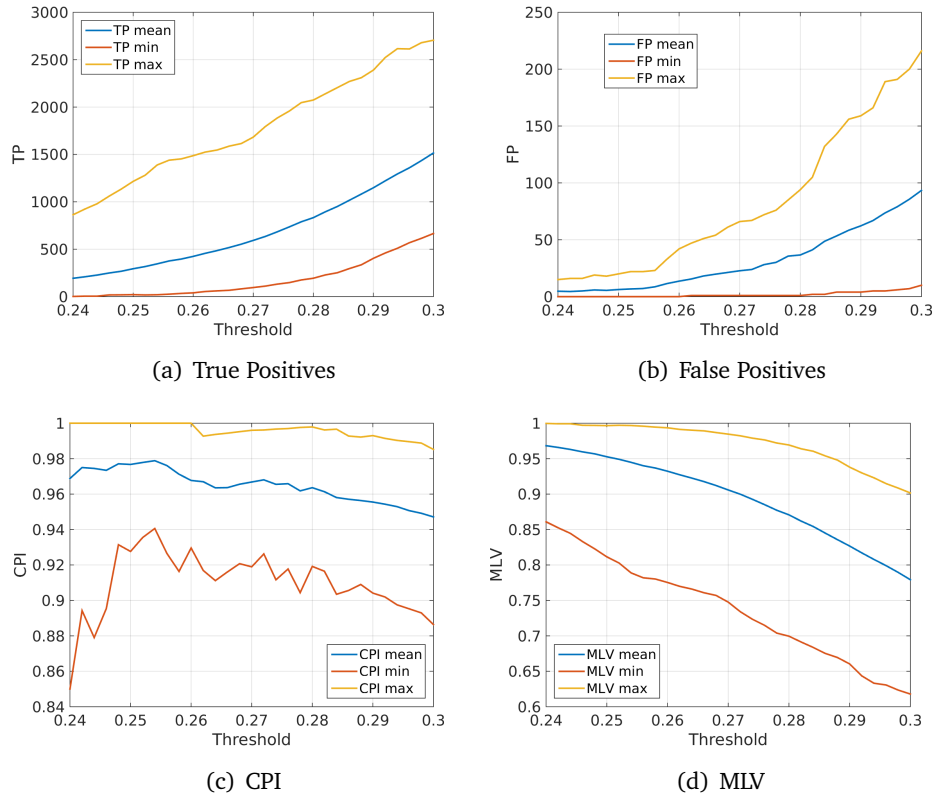 3000
2500
2000
1500
1000
500
0
TP
TP mean
TP min
TP max
0.24 0.25 0.26 0.27 0.28 0.29 0.3
Threshold
(a) True Positives
250
200
150
100
50
0
FP
FP mean
FP min
FP max
0.24 0.25 0.26 0.27 0.28 0.29 0.3
Threshold
(b) False Positives
1
0.98
0.96
0.94
0.92
0.9
0.88
0.86
0.84
CPI
CPI mean
CPI min
CPI max
0.24 0.25 0.26 0.27 0.28 0.29 0.3
Threshold
(c) CPI
1
0.95
0.9
0.85
0.8
0.75
0.7
0.65
0.6
MLV
MLV mean
MLV min
MLV max
0.24 0.25 0.26 0.27 0.28 0.29 0.3
Threshold
(d) MLV